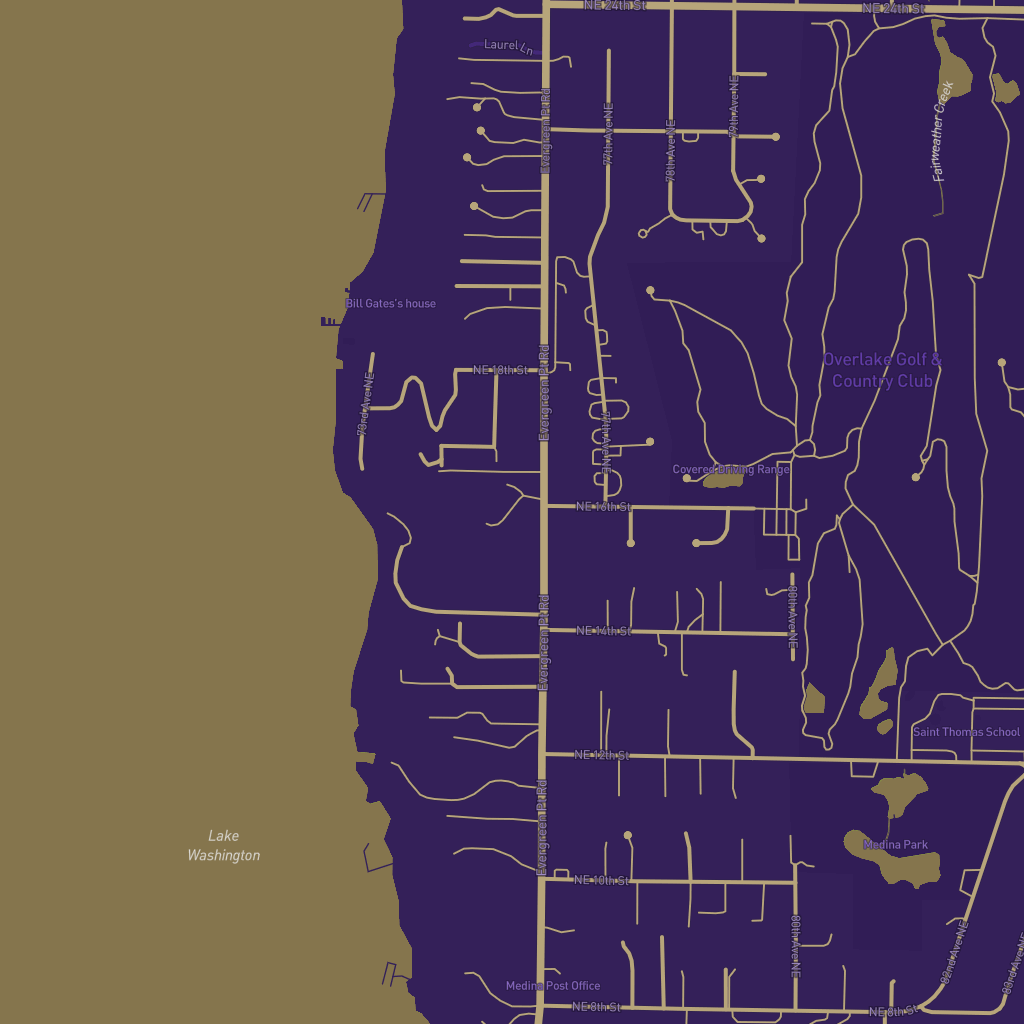 NE 24th St
NE 24th St
Laurel Ln
Evergreen Pt Rd
77th Ave NE
78th Ave NE
79th Ave NE
Fairweather Creek
Bill Gates's house
NE 18th St
73rd Ave NE
Evergreen Pt Rd
77th Ave NE
Overlake Golf &
Country Club
Covered Driving Range
NE 16th St
80th Ave NE
Evergreen Pt Rd
NE 14th St
Saint Thomas School
NE 12th St
Evergreen Pt Rd
Lake
Washington
Medina Park
NE 10th St
80th Ave NE
82nd Ave NE
83rd Ave NE
Medina Post Office
NE 8th St
NE 8th St